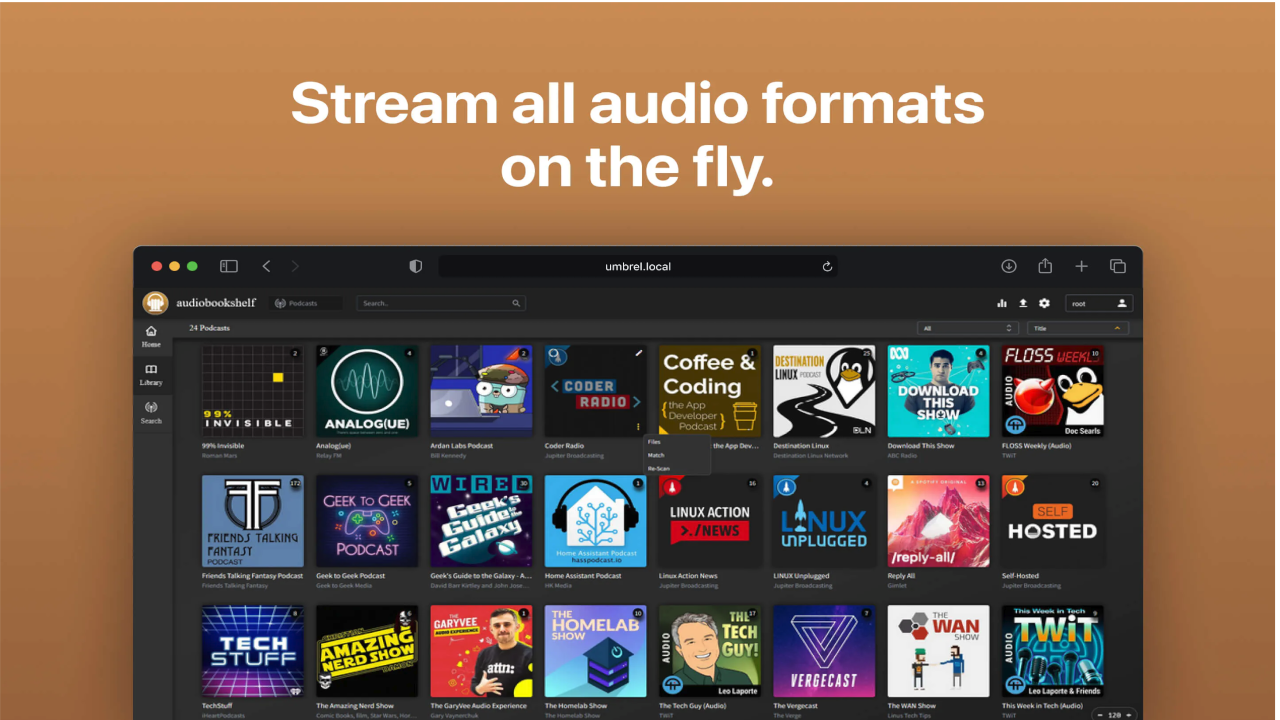 Stream all audio formats
on the fly.
umbrel.local
audiobookshelf
Podcasts
Search..
root
Home
24 Podcasts
All
Title
Library
Search
2
99%
INVISIBLE
99% Invisible
Roman Mars
4
ANALOG(UE)
Analog(ue)
Relay FM
2
Ardan Labs Podcast
Bill Kennedy
< CODER
RADIO >
Coder Radio
Jupiter Broadcasting
Files
Match
Re-Scan
1
Coffee &
Coding
{the App
Developer
Podcast}
the App Dev...
25
DESTINATION
LINUX PODCAST
DLN
Destination Linux
Destination Linux Network
4
DOWNLOAD
THIS
SHOW
Download This Show
ABC Radio
10
FLOSS WEEKLY
AUDIO
Doc Searls
FLOSS Weekly (Audio)
TWiT
172
FRIENDS TALKING
FANTASY
PODCAST
Friends Talking Fantasy Podcast
Friends Talking Fantasy
5
GEEK TO GEEK
PODCAST
Geek to Geek Podcast
Geek to Geek Media
30
WIRED
Geek's
Guide to the
Galaxy
Geek's Guide to the Galaxy - A...
David Barr Kirtley and John Jose...
1
Home Assistant Podcast
hasspodcast.io
Home Assistant Podcast
HK Media
16
LINUX ACTION
>_/NEWS
Linux Action News
Jupiter Broadcasting
4
LINUX
UNPLUGGED
LINUX Unplugged
Jupiter Broadcasting
13
A SPOTIFY ORIGINAL
/reply-all/
Reply All
Gimlet
20
SELF
HOSTED
Self-Hosted
Jupiter Broadcasting
8
TECH
STUFF
TechStuff
iHeartPodcasts
6
AMAZING
NERD SHOW
The Amazing Nerd Show
Comic Books, Film, Star Wars, Hor...
1
THE
GARYVEE
AUDIO EXPERIENCE
attn:
The GaryVee Audio Experience
Gary Vaynerchuk
10
THE
HOMELAB
SHOW
The Homelab Show
The Homelab Show
17
THE
TECH
GUY!
AUDIO
Leo Laporte
The Tech Guy (Audio)
TWiT
7
VERGECAST
The Vergecast
The Verge
THE
WAN
SHOW
The WAN Show
Linus Tech Tips
9
This Week in Tech
TWiT
AUDIO
Leo Laporte & Friends
This Week in Tech (Audio)
TWiT
− 120 +